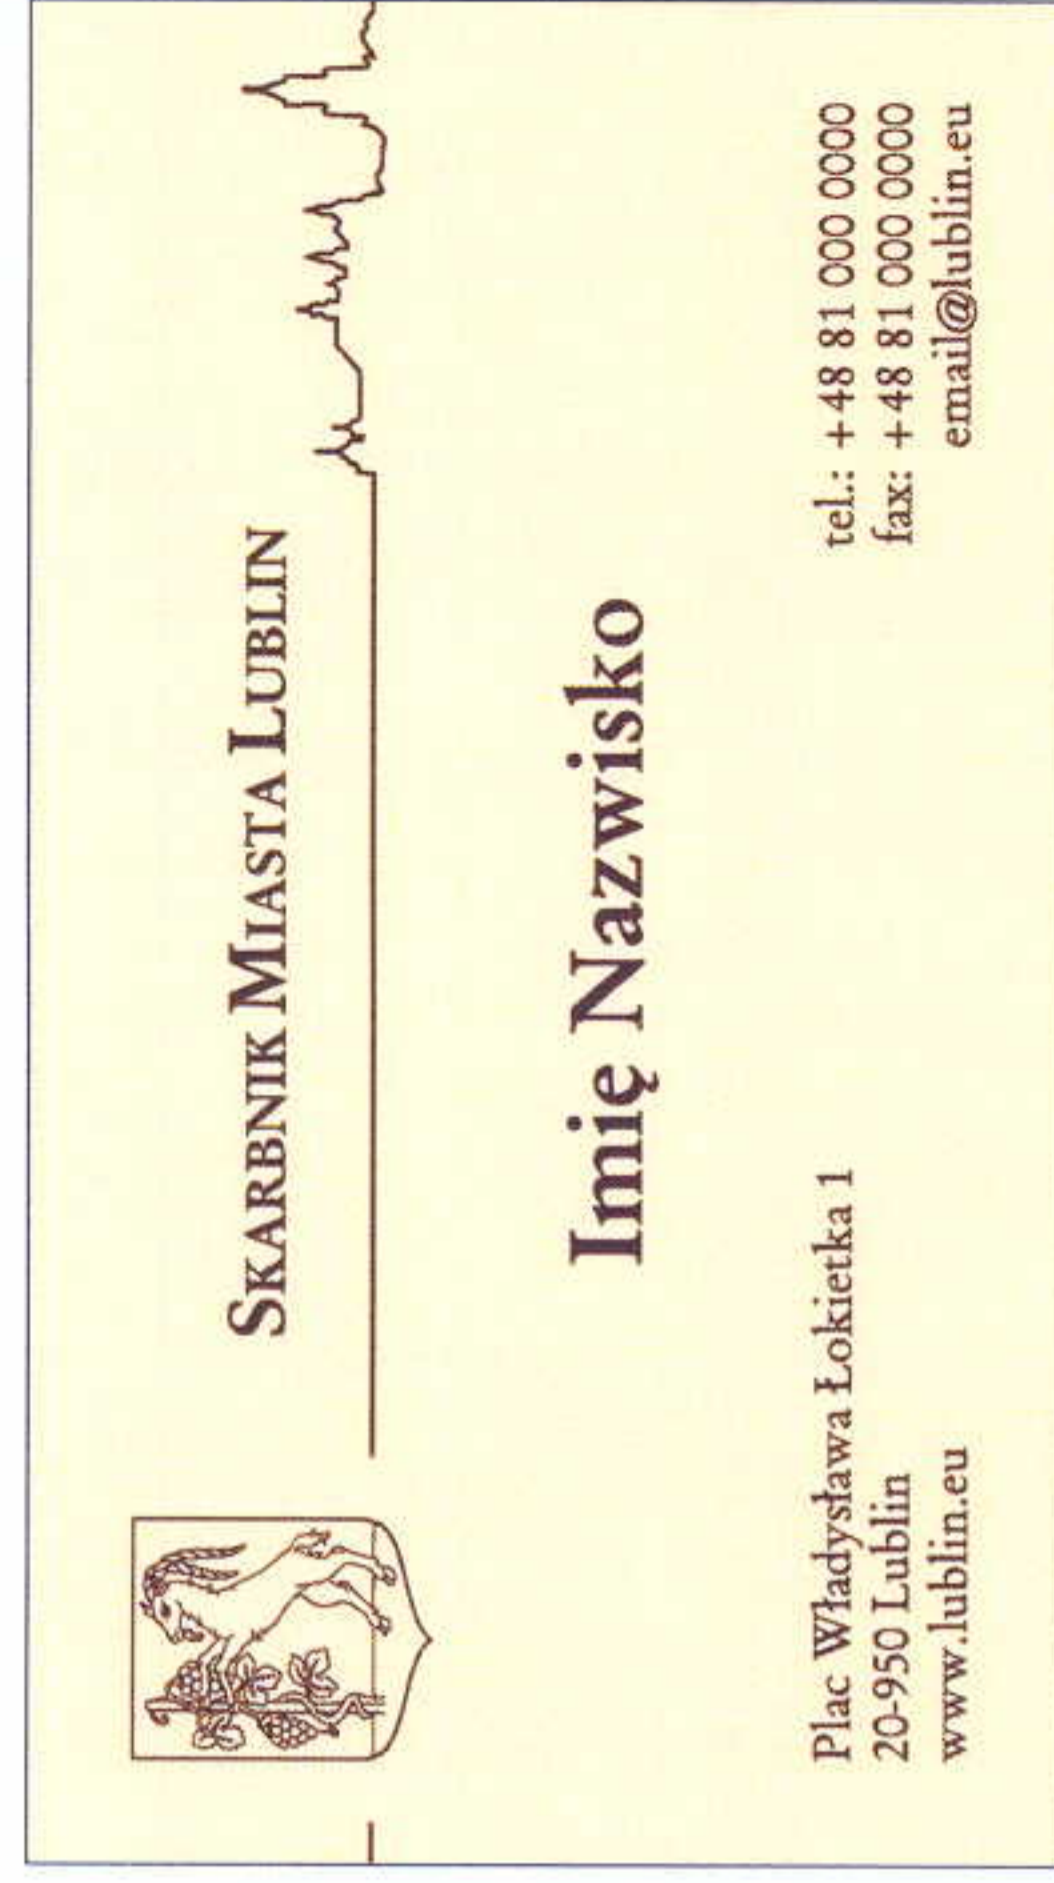 SKARBNIK MIASTA LUBLIN
Imię Nazwisko
Plac Władysława Łokietka 1
20-950 Lublin
www.lublin.eu
tel.: +48 81 000 0000
fax: +48 81 000 0000
email@lublin.eu